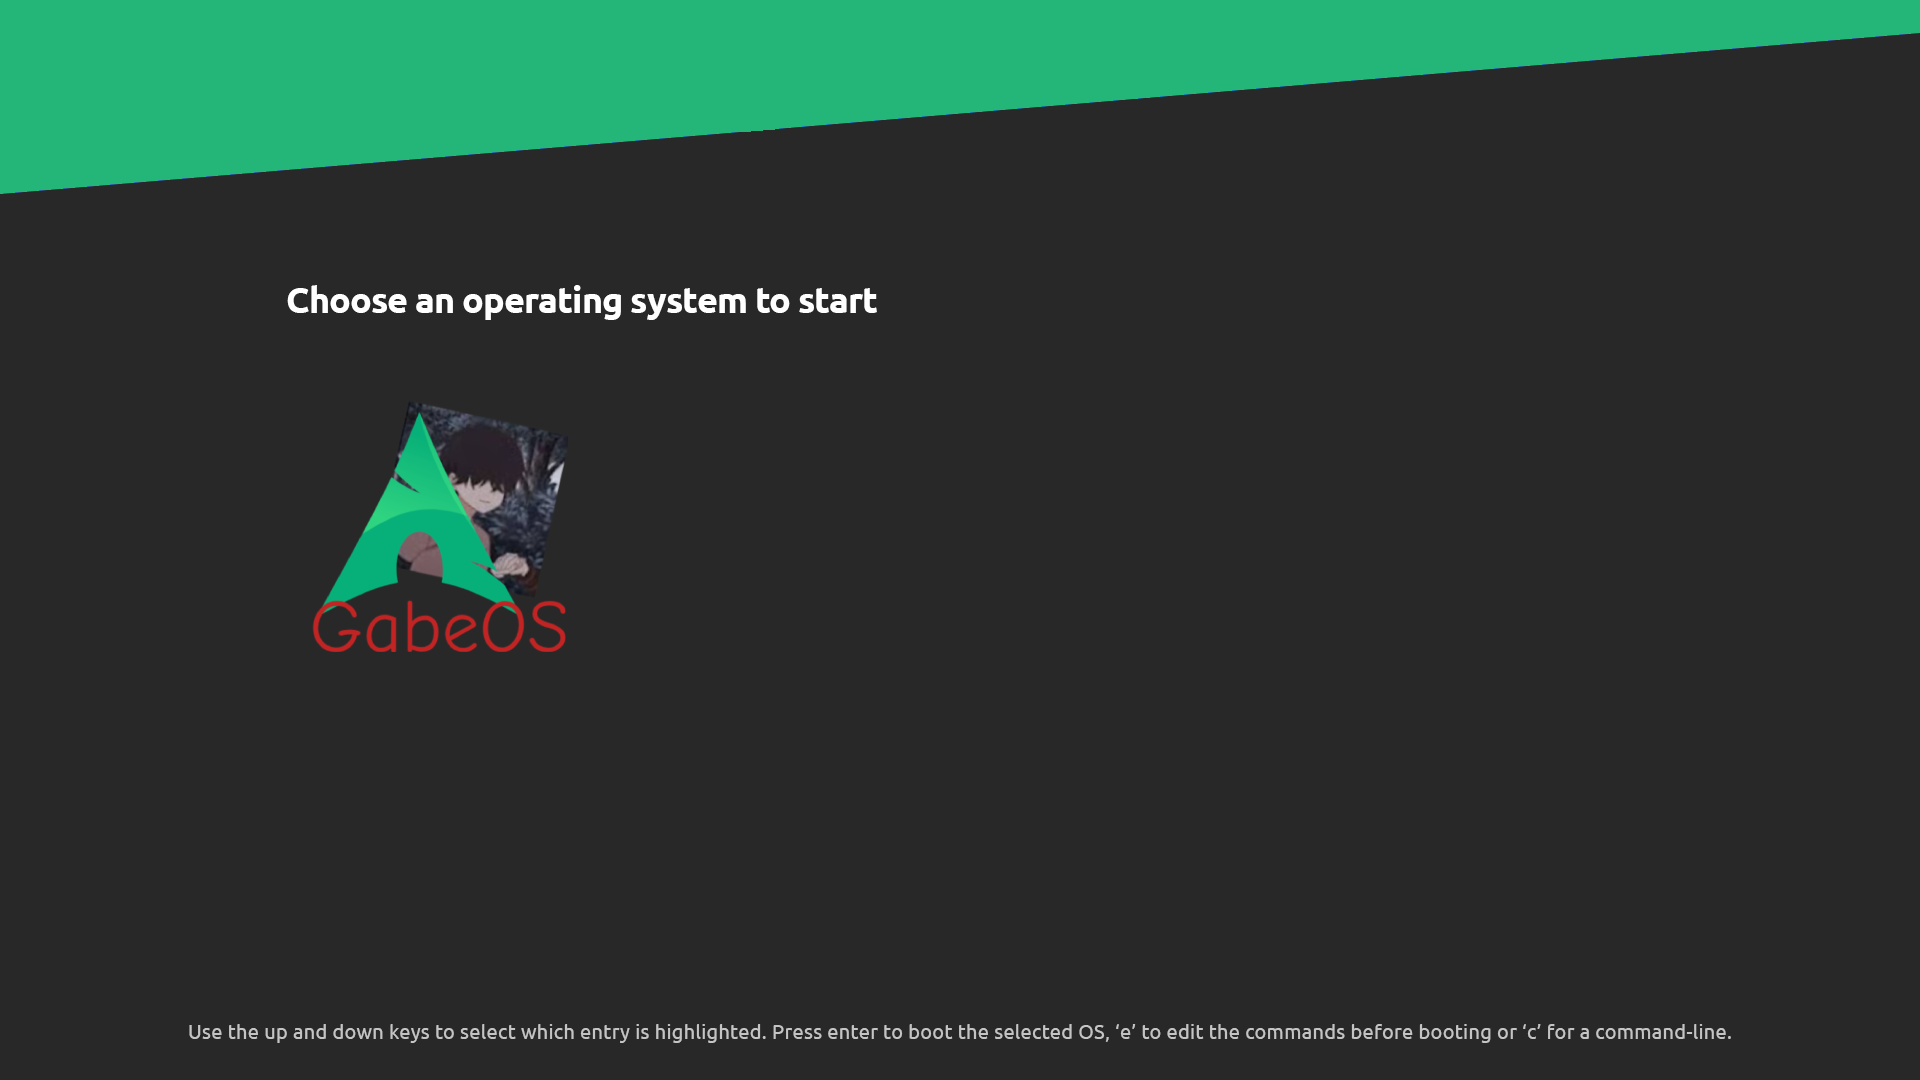 Choose an operating system to start
GabeOS
Use the up and down keys to select which entry is highlighted. Press enter to boot the selected OS, ‘e’ to edit the commands before booting or ‘c’ for a command-line.